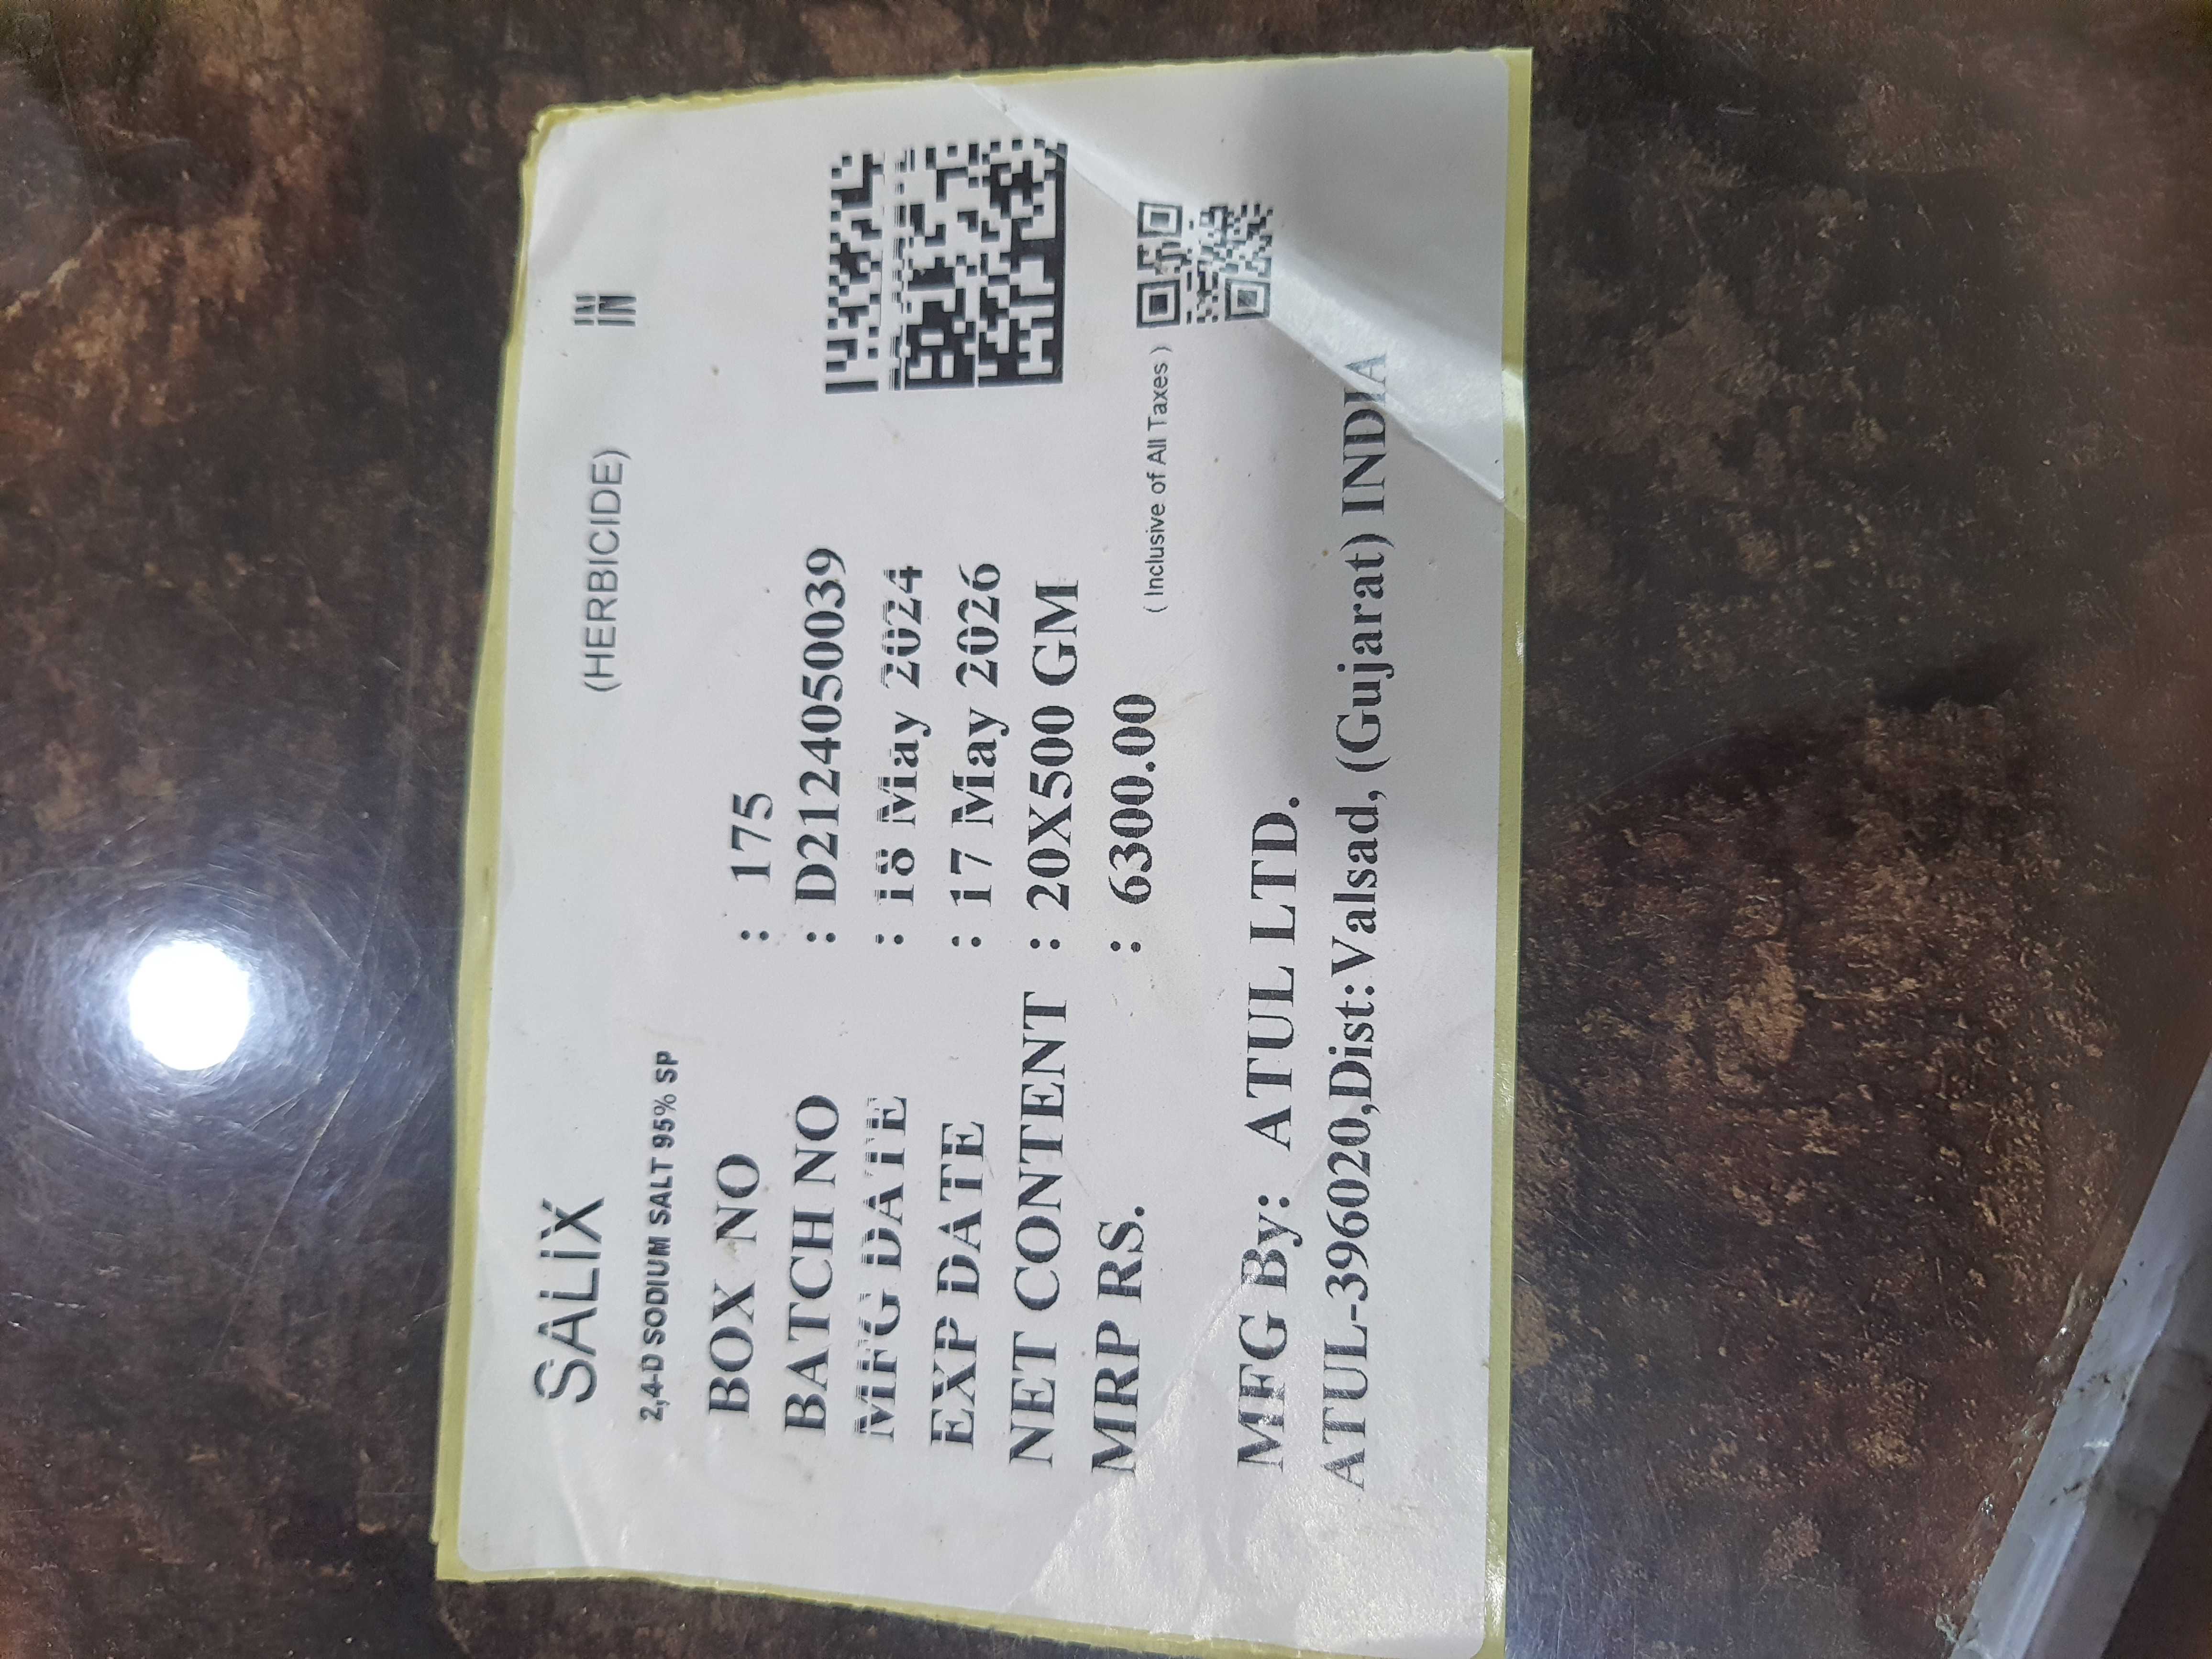 SALIX (HERBICIDE) IN
2,4-D SODIUM SALT 95% SP
BOX NO : 175
BATCH NO : D2124050039
MFG DATE : 18 May 2024
EXP DATE : 17 May 2026
NET CONTENT : 20X500 GM
MRP RS. : 6300.00 ( Inclusive of All Taxes )
MFG By: ATUL LTD.
ATUL-396020,Dist:Valsad, (Gujarat) INDIA